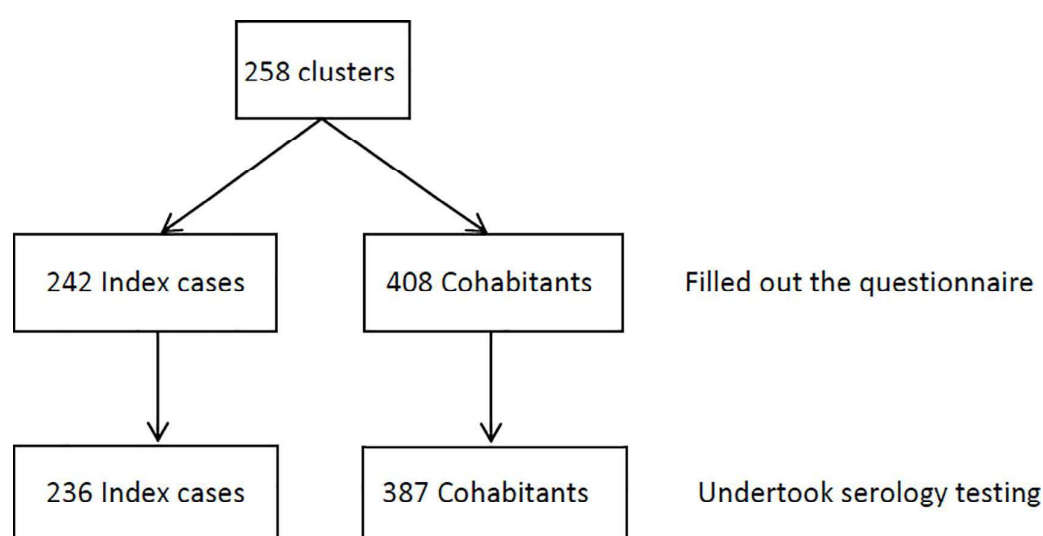 258 clusters
242 Index cases
408 Cohabitants
Filled out the questionnaire
236 Index cases
387 Cohabitants
Undertook serology testing